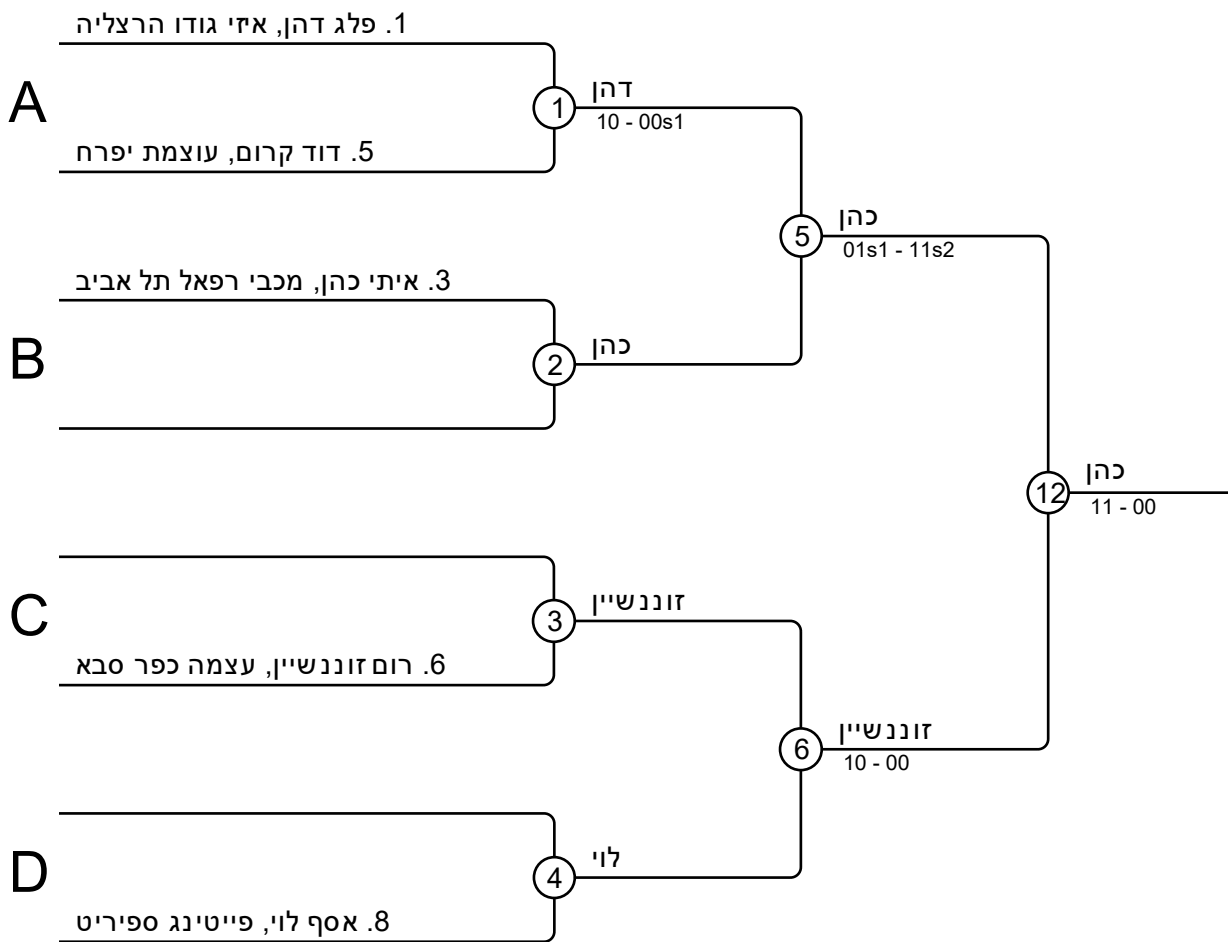 1. פלג דהן, איזי גודו הרצליה
A
1
דהן
10 - 00s1
5. דוד קרום, עוצמת יפרח
5
כהן
01s1 - 11s2
3. איתי כהן, מכבי רפאל תל אביב
B
2
כהן
12
כהן
11 - 00
C
3
זוננשיין
6. רום זוננשיין, עצמה כפר סבא
6
זוננשיין
10 - 00
D
4
לוי
8. אסף לוי, פייטינג ספיריט